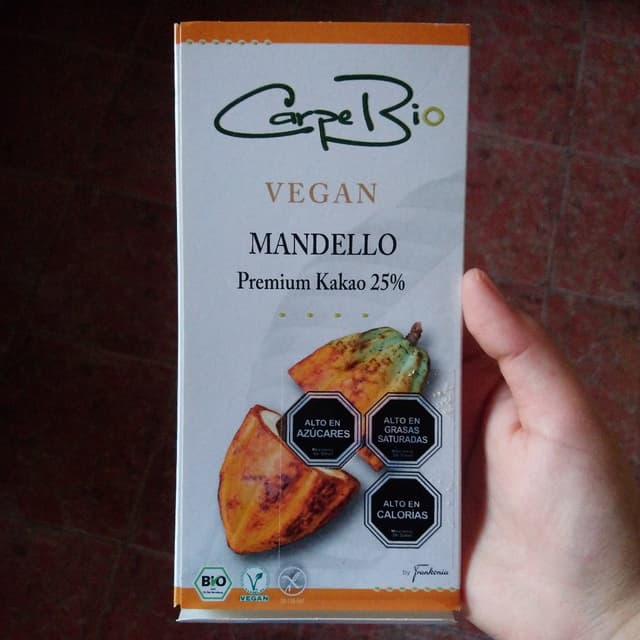 CarpeBio
VEGAN
MANDELLO
Premium Kakao 25%
ALTO EN
AZÚCARES
ALTO EN
GRASAS
SATURADAS
ALTO EN
CALORÍAS
by Frankonia
BIO
VEGAN